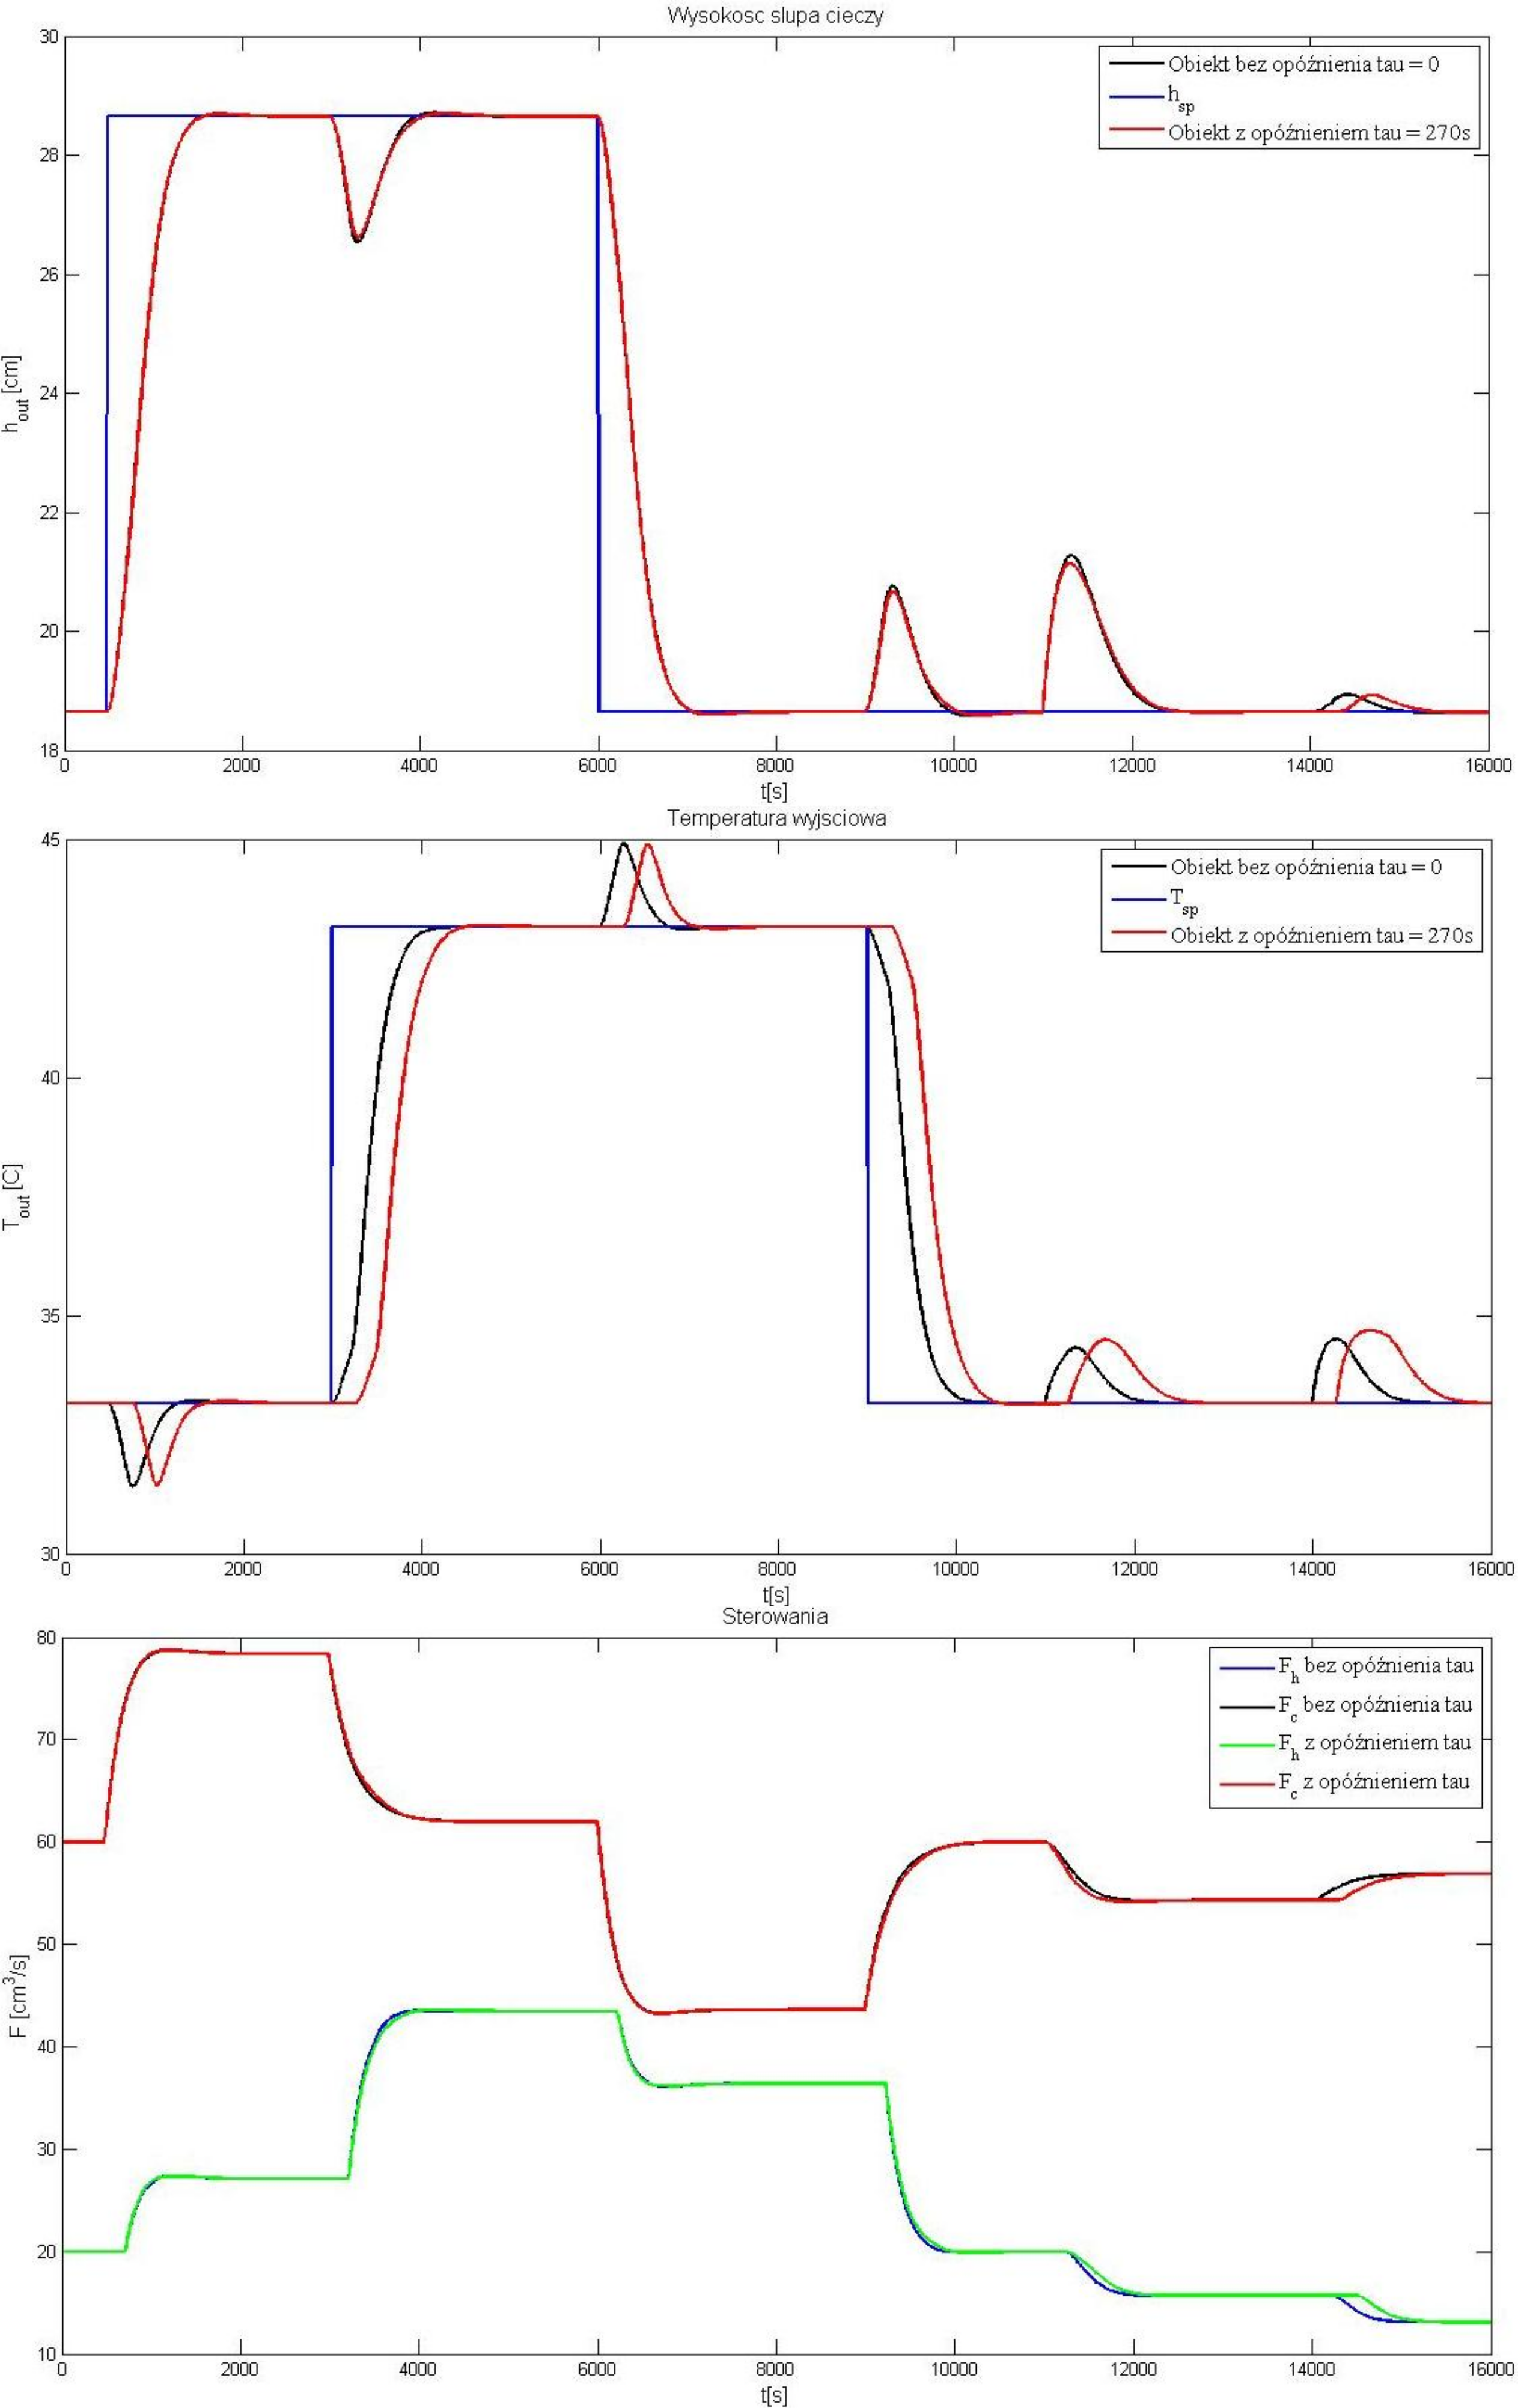 Wysokosc slupa cieczy
30
28
26
24
22
20
18
h_out [cm]
Obiekt bez opóźnienia tau = 0
h_sp
Obiekt z opóźnieniem tau = 270s
0 2000 4000 6000 8000 10000 12000 14000 16000
t[s]
Temperatura wyjsciowa
45
40
35
30
T_out [C]
Obiekt bez opóźnienia tau = 0
T_sp
Obiekt z opóźnieniem tau = 270s
0 2000 4000 6000 8000 10000 12000 14000 16000
t[s]
Sterowania
80
70
60
50
40
30
20
10
F [cm³/s]
F_h bez opóźnienia tau
F_c bez opóźnienia tau
F_h z opóźnieniem tau
F_c z opóźnieniem tau
0 2000 4000 6000 8000 10000 12000 14000 16000
t[s]